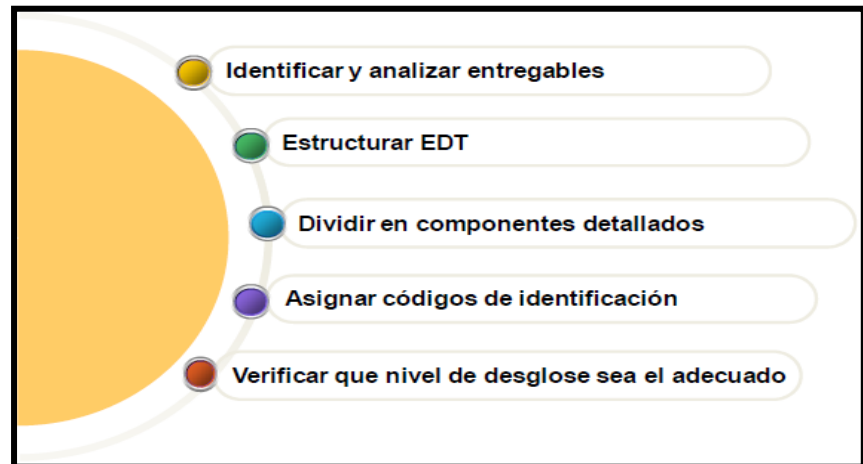 Identificar y analizar entregables
Estructurar EDT
Dividir en componentes detallados
Asignar códigos de identificación
Verificar que nivel de desglose sea el adecuado